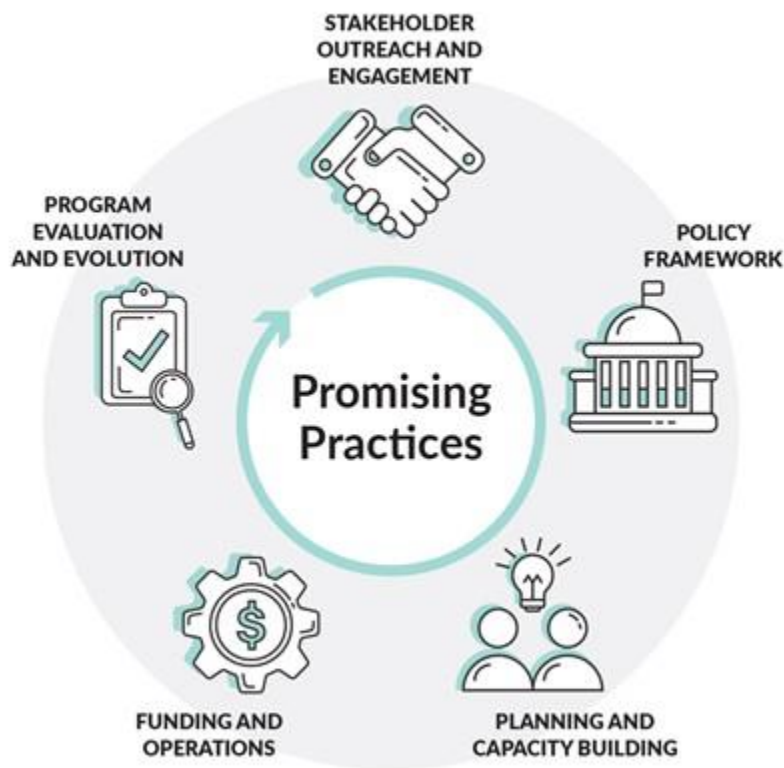 STAKEHOLDER
OUTREACH AND
ENGAGEMENT
POLICY
FRAMEWORK
PLANNING AND
CAPACITY BUILDING
FUNDING AND
OPERATIONS
PROGRAM
EVALUATION
AND EVOLUTION
Promising
Practices
$